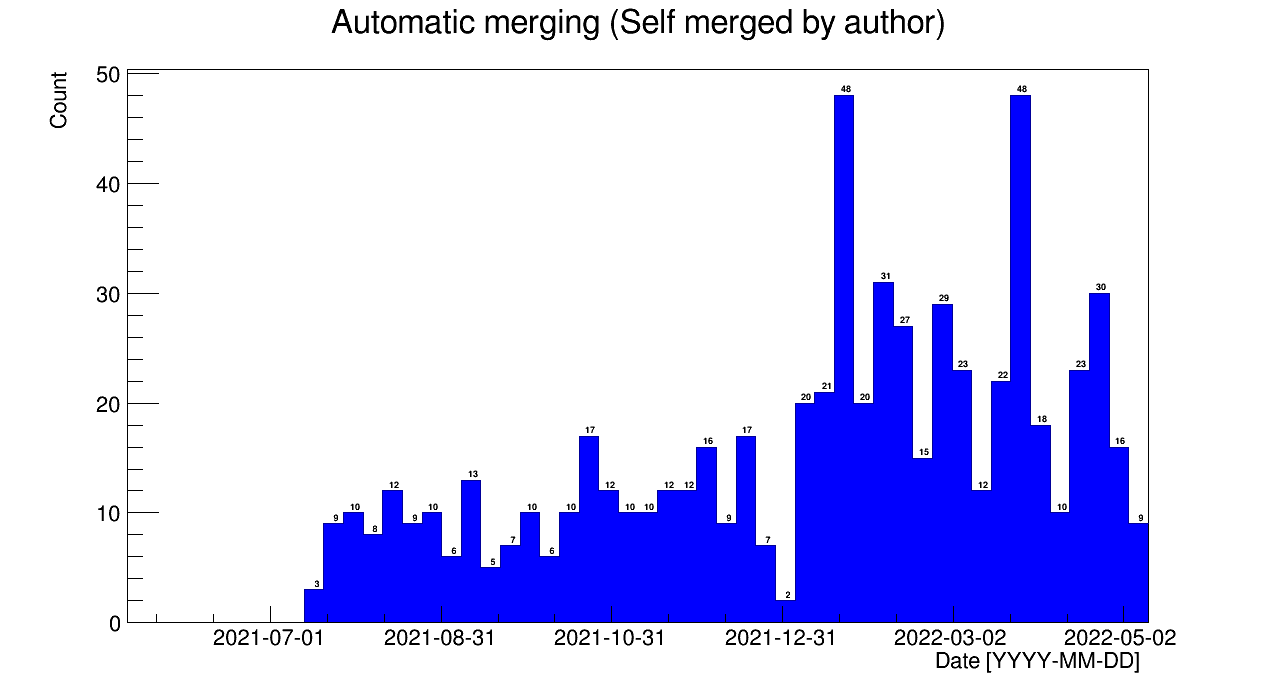 Automatic merging (Self merged by author)
Count
50
40
30
20
10
0
3 9 10 8 12 9 10 6 13 5 7 10 6 10 17 12 10 10 12 12 16 9 17 7 2 20 21 48 20 31 27 15 29 23 12 22 48 18 10 23 30 16 9
2021-07-01 2021-08-31 2021-10-31 2021-12-31 2022-03-02 2022-05-02
Date [YYYY-MM-DD]